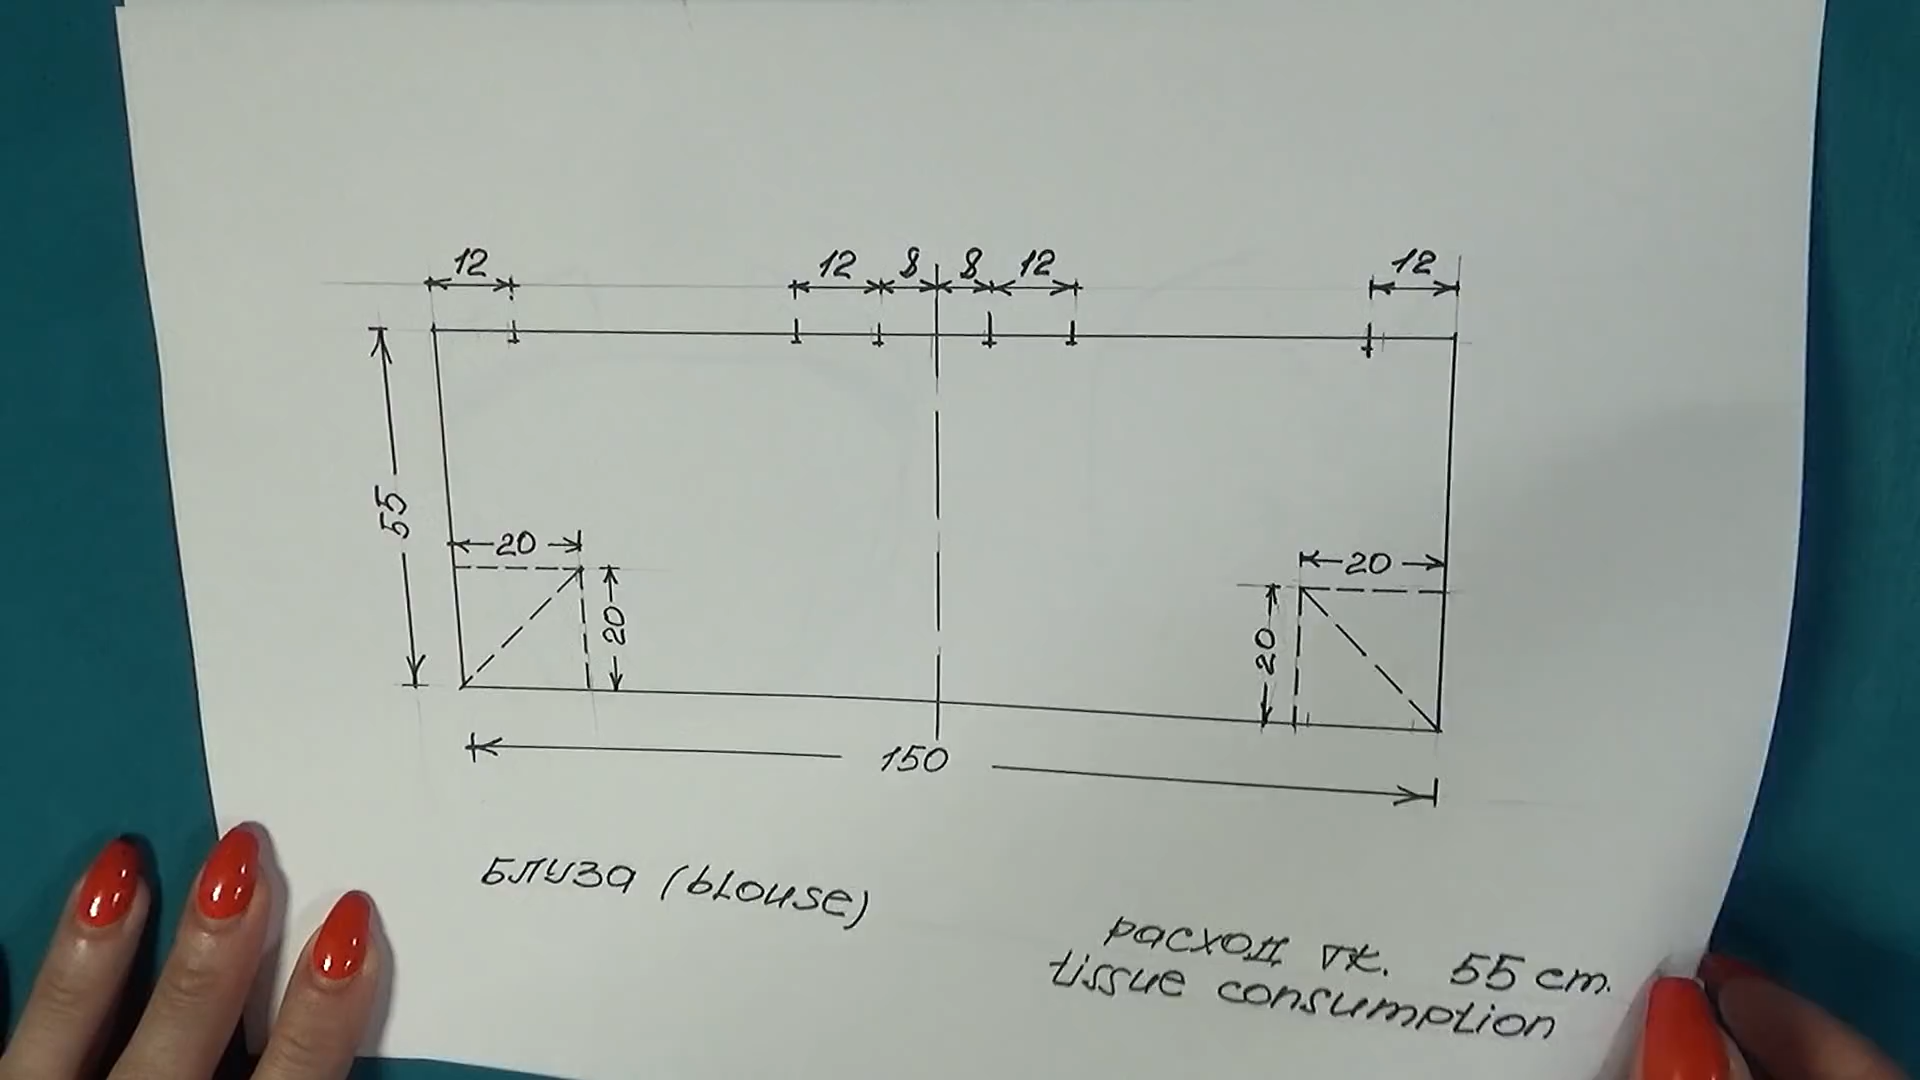 12 12 8 8 12 12
55
20 20
20 20
150
блуза (blouse)
расход тк. 55 cm.
tissue consumption